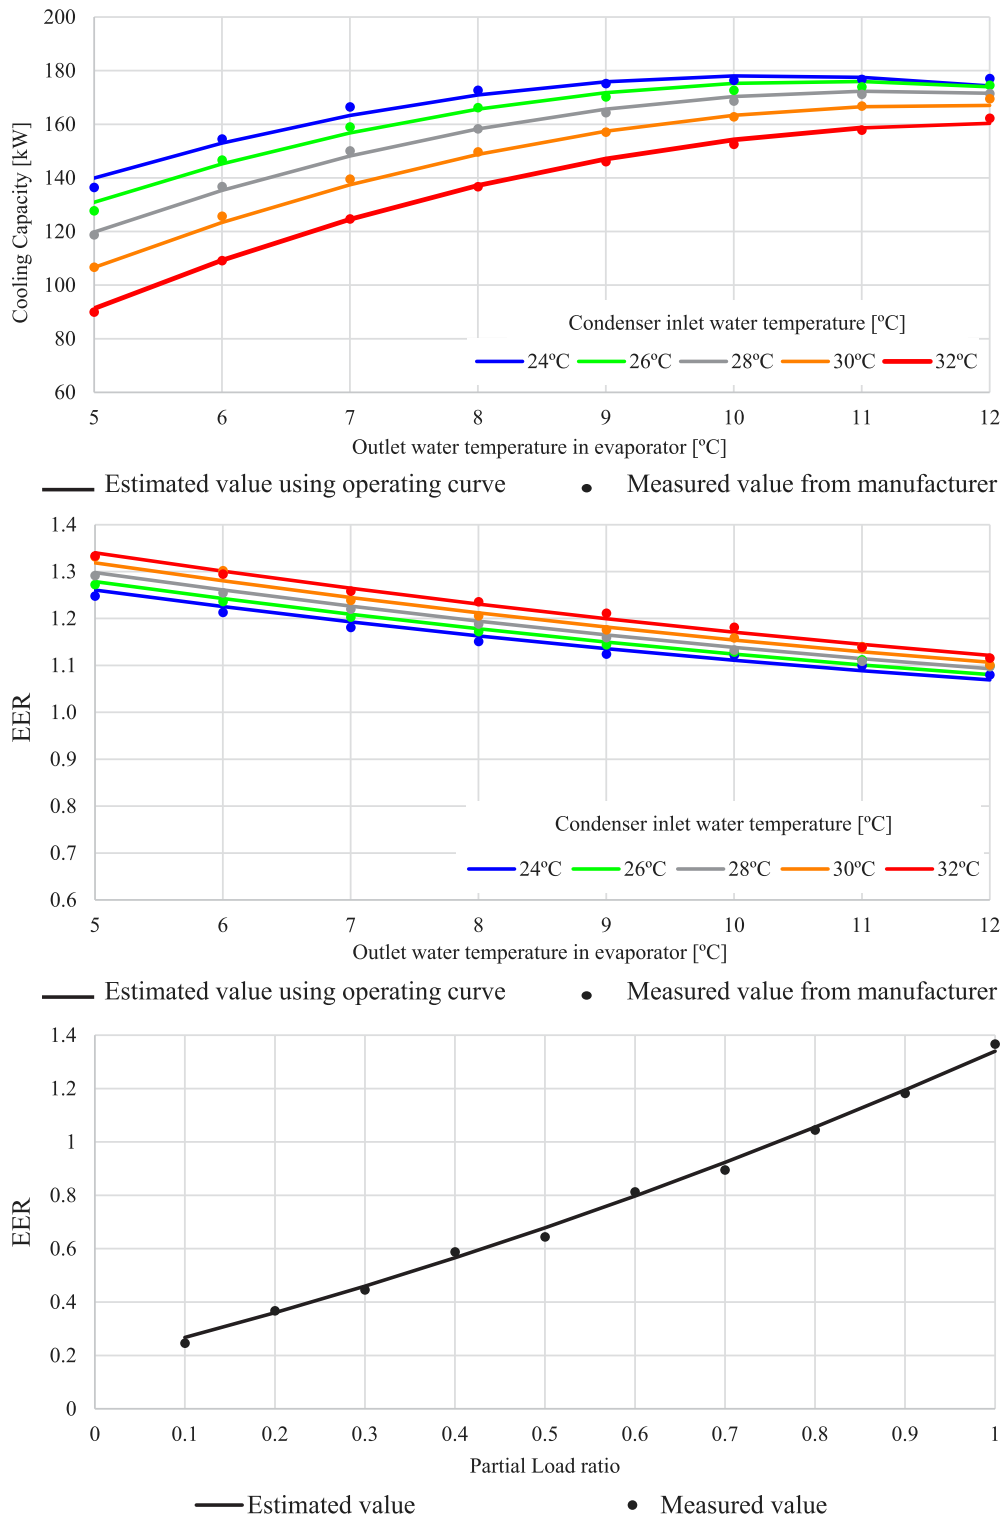 200
180
160
140
120
100
80
60
Cooling Capacity [kW]
Condenser inlet water temperature [ºC]
24ºC 26ºC 28ºC 30ºC 32ºC
5 6 7 8 9 10 11 12
Outlet water temperature in evaporator [ºC]
Estimated value using operating curve Measured value from manufacturer
1.4
1.3
1.2
1.1
1.0
0.9
0.8
0.7
0.6
EER
Condenser inlet water temperature [ºC]
24ºC 26ºC 28ºC 30ºC 32ºC
5 6 7 8 9 10 11 12
Outlet water temperature in evaporator [ºC]
Estimated value using operating curve Measured value from manufacturer
1.4
1.2
1
0.8
0.6
0.4
0.2
0
EER
0 0.1 0.2 0.3 0.4 0.5 0.6 0.7 0.8 0.9 1
Partial Load ratio
Estimated value Measured value